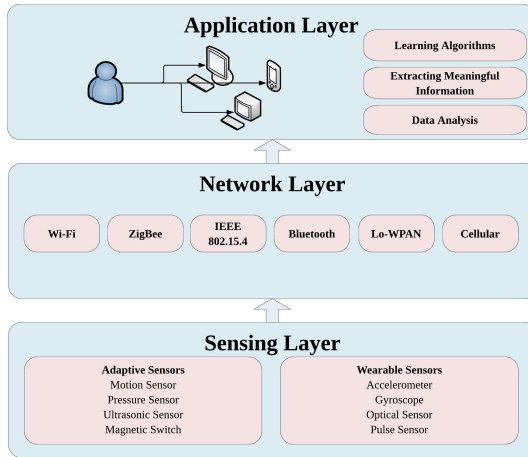 Application Layer
Learning Algorithms
Extracting Meaningful
Information
Data Analysis
Network Layer
Wi-Fi
ZigBee
IEEE
802.15.4
Bluetooth
Lo-WPAN
Cellular
Sensing Layer
Adaptive Sensors
Motion Sensor
Pressure Sensor
Ultrasonic Sensor
Magnetic Switch
Wearable Sensors
Accelerometer
Gyroscope
Optical Sensor
Pulse Sensor